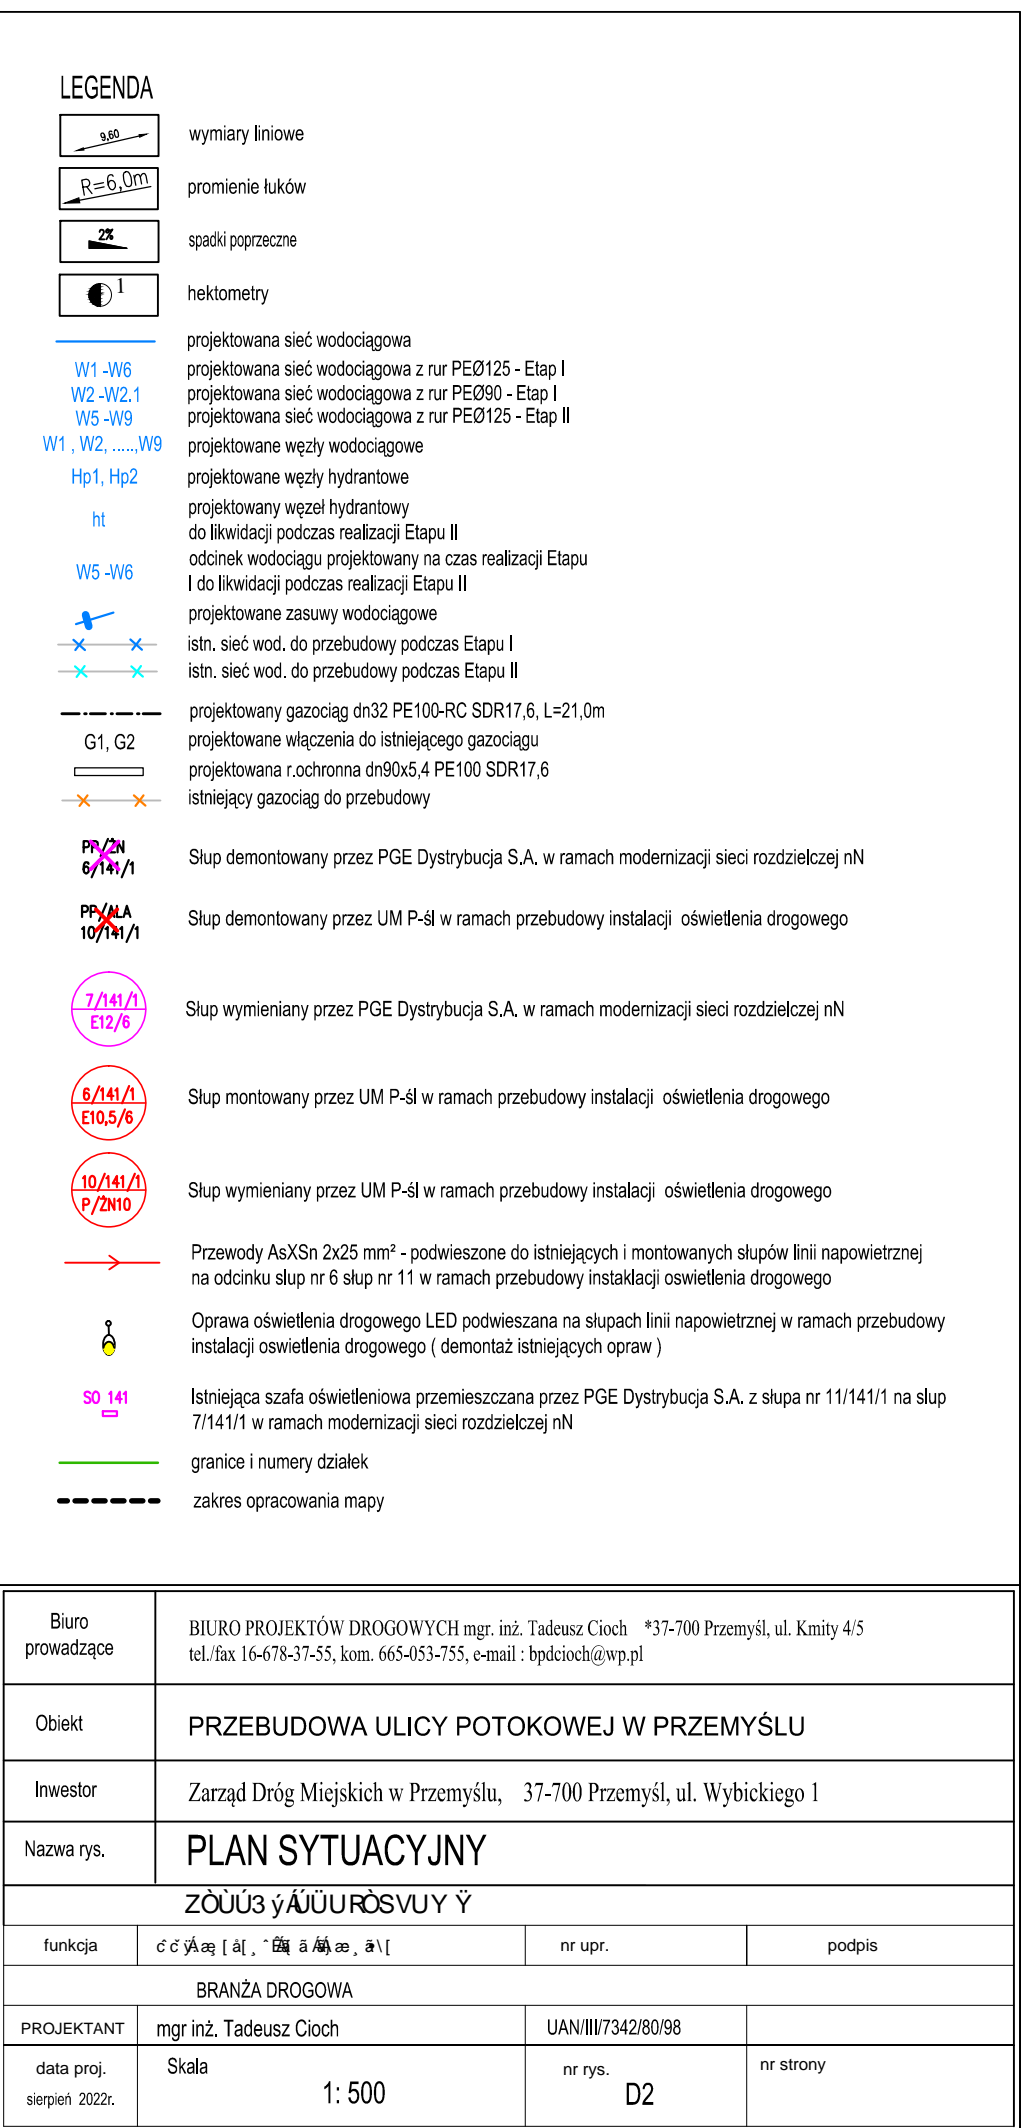 LEGENDA
9,60 wymiary liniowe
R=6,0m promienie łuków
2% spadki poprzeczne
1 hektometry
projektowana sieć wodociągowa
W1 -W6 projektowana sieć wodociągowa z rur PEØ125 - Etap I
W2 -W2.1 projektowana sieć wodociągowa z rur PEØ90 - Etap I
W5 -W9 projektowana sieć wodociągowa z rur PEØ125 - Etap II
W1 , W2, .....,W9 projektowane węzły wodociągowe
Hp1, Hp2 projektowane węzły hydrantowe
ht projektowany węzeł hydrantowy
do likwidacji podczas realizacji Etapu II
W5 -W6 odcinek wodociągu projektowany na czas realizacji Etapu
I do likwidacji podczas realizacji Etapu II
projektowane zasuwy wodociągowe
istn. sieć wod. do przebudowy podczas Etapu I
istn. sieć wod. do przebudowy podczas Etapu II
projektowany gazociąg dn32 PE100-RC SDR17,6, L=21,0m
G1, G2 projektowane włączenia do istniejącego gazociągu
projektowana r.ochronna dn90x5,4 PE100 SDR17,6
istniejący gazociąg do przebudowy
PP/ŻN
6/141/1
Słup demontowany przez PGE Dystrybucja S.A. w ramach modernizacji sieci rozdzielczej nN
PP/ALA
10/141/1
Słup demontowany przez UM P-śl w ramach przebudowy instalacji oświetlenia drogowego
7/141/1
E12/6
Słup wymieniany przez PGE Dystrybucja S.A. w ramach modernizacji sieci rozdzielczej nN
6/141/1
E10,5/6
Słup montowany przez UM P-śl w ramach przebudowy instalacji oświetlenia drogowego
10/141/1
P/ŻN10
Słup wymieniany przez UM P-śl w ramach przebudowy instalacji oświetlenia drogowego
Przewody AsXSn 2x25 mm² - podwieszone do istniejących i montowanych słupów linii napowietrznej
na odcinku slup nr 6 słup nr 11 w ramach przebudowy instaklacji oswietlenia drogowego
Oprawa oświetlenia drogowego LED podwieszana na słupach linii napowietrznej w ramach przebudowy
instalacji oswietlenia drogowego ( demontaż istniejących opraw )
SO 141
Istniejąca szafa oświetleniowa przemieszczana przez PGE Dystrybucja S.A. z słupa nr 11/141/1 na slup
7/141/1 w ramach modernizacji sieci rozdzielczej nN
granice i numery działek
zakres opracowania mapy
Biuro
prowadzące
BIURO PROJEKTÓW DROGOWYCH mgr. inż. Tadeusz Cioch *37-700 Przemyśl, ul. Kmity 4/5
tel./fax 16-678-37-55, kom. 665-053-755, e-mail : bpdcioch@wp.pl
Obiekt PRZEBUDOWA ULICY POTOKOWEJ W PRZEMYŚLU
Inwestor Zarząd Dróg Miejskich w Przemyślu, 37-700 Przemyśl, ul. Wybickiego 1
Nazwa rys. PLAN SYTUACYJNY
funkcja nr upr. podpis
BRANŻA DROGOWA
PROJEKTANT mgr inż. Tadeusz Cioch UAN/III/7342/80/98
data proj. Skala nr rys. nr strony
sierpień 2022r. 1: 500 D2